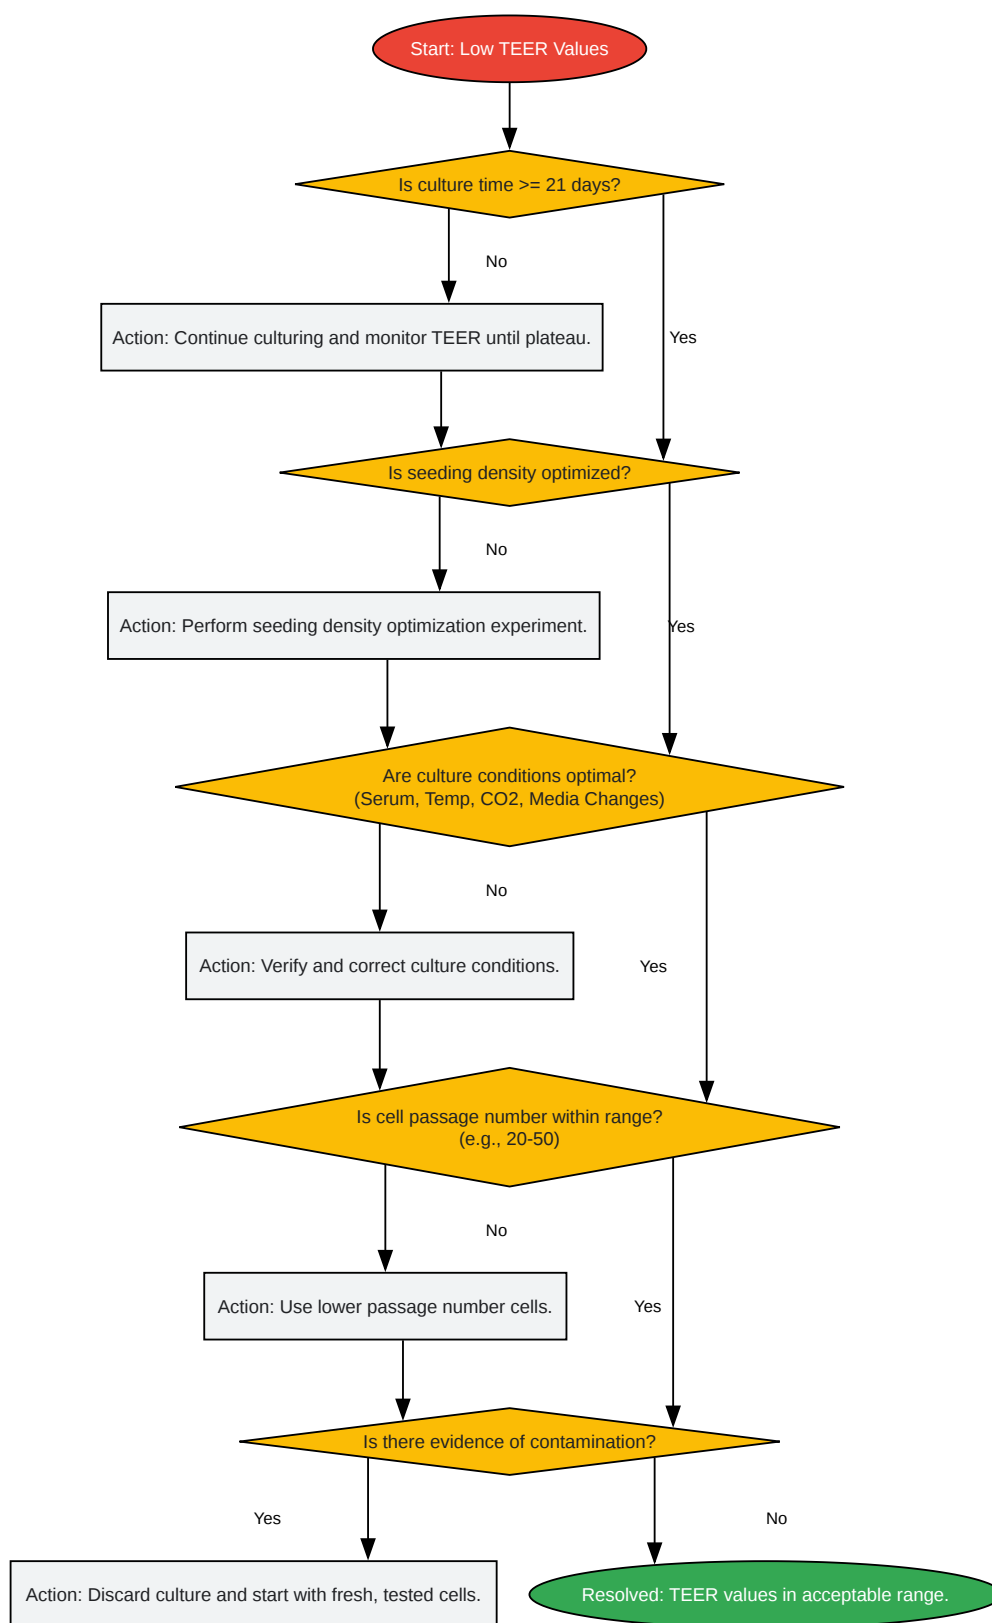 Start: Low TEER Values
Is culture time >= 21 days?
No
Action: Continue culturing and monitor TEER until plateau.
Yes
Is seeding density optimized?
No
Action: Perform seeding density optimization experiment.
Yes
Are culture conditions optimal?
(Serum, Temp, CO2, Media Changes)
No
Action: Verify and correct culture conditions.
Yes
Is cell passage number within range?
(e.g., 20-50)
No
Action: Use lower passage number cells.
Yes
Is there evidence of contamination?
Yes
No
Action: Discard culture and start with fresh, tested cells.
Resolved: TEER values in acceptable range.